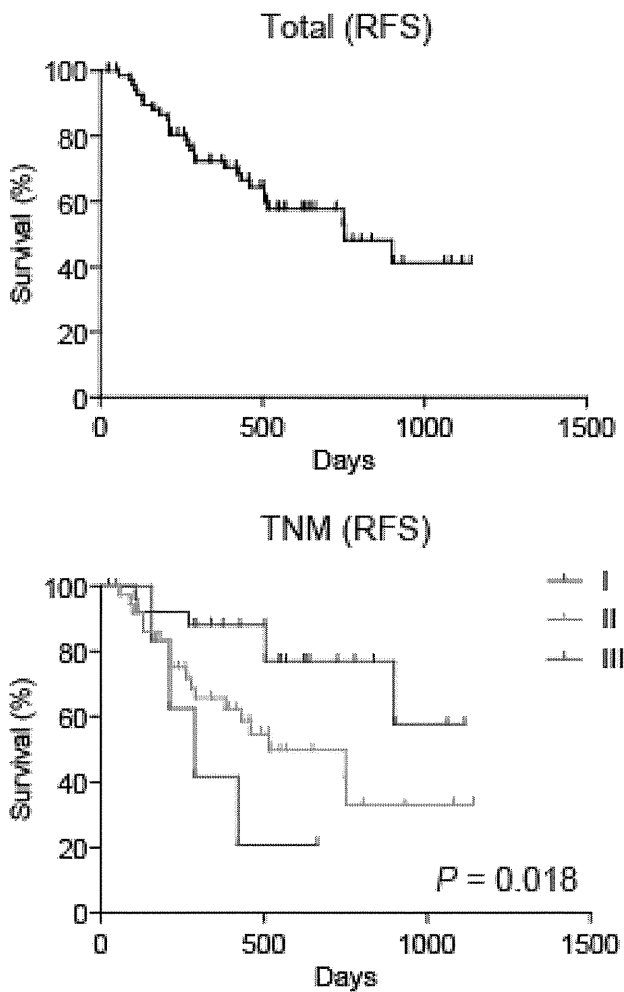 Total (RFS)
100
80
60
40
20
0
Survival (%)
0 500 1000 1500
Days
TNM (RFS)
I
II
III
100
80
60
40
20
0
Survival (%)
P = 0.018
0 500 1000 1500
Days